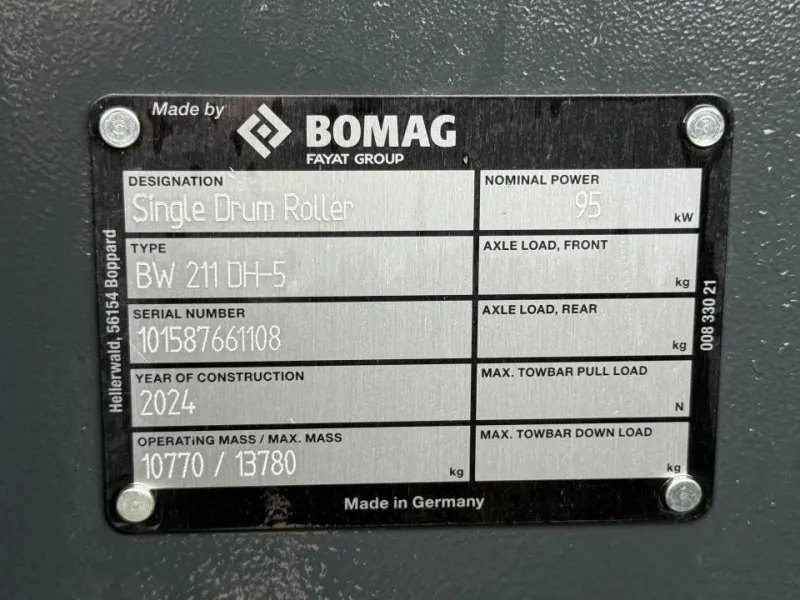 Made by
BOMAG
FAYAT GROUP
DESIGNATION
Single Drum Roller
NOMINAL POWER
95 kW
TYPE
BW 211 DH-5
AXLE LOAD, FRONT
kg
SERIAL NUMBER
101587661108
AXLE LOAD, REAR
kg
YEAR OF CONSTRUCTION
2024
MAX. TOWBAR PULL LOAD
N
OPERATING MASS / MAX. MASS
10770 / 13780 kg
MAX. TOWBAR DOWN LOAD
kg
Made in Germany
Hellerwald, 56154 Boppard
008 330 21